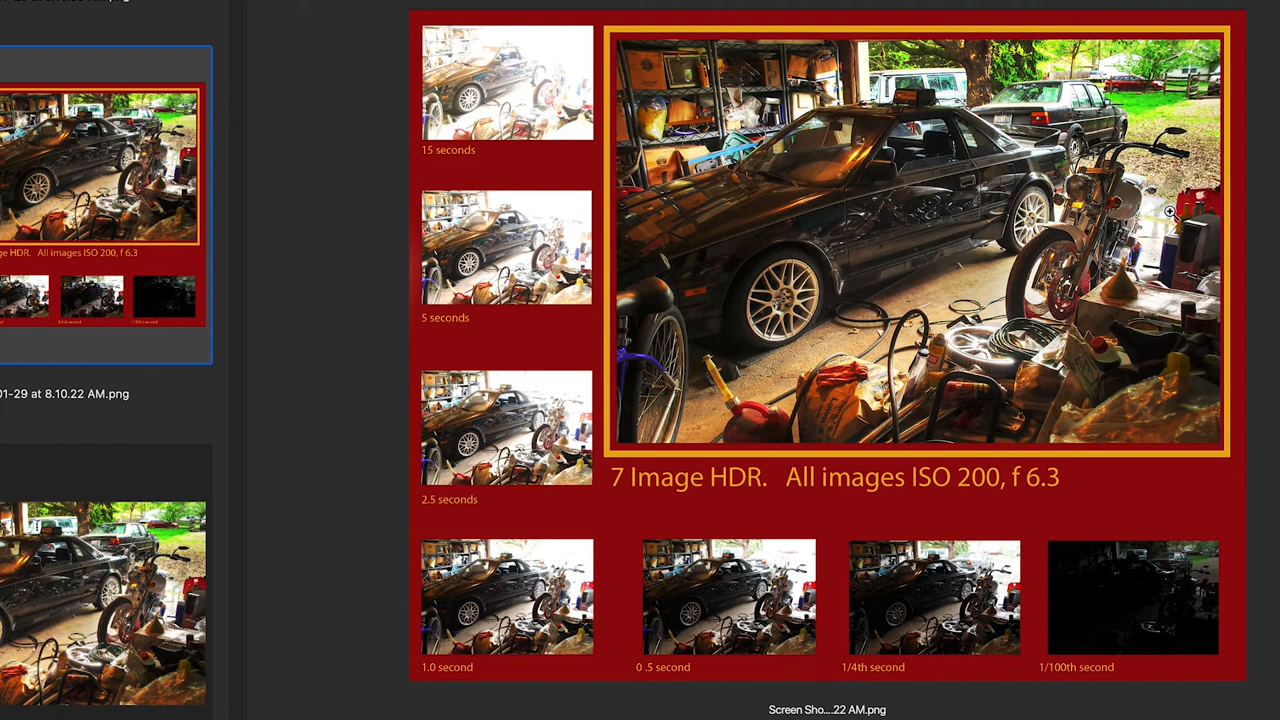 15 seconds
5 seconds
2.5 seconds
7 Image HDR. All images ISO 200, f 6.3
1.0 second
0 .5 second
1/4th second
1/100th second
Screen Sho...22 AM.png
ge HDR. All images ISO 200, f 6.3
01-29 at 8.10.22 AM.png